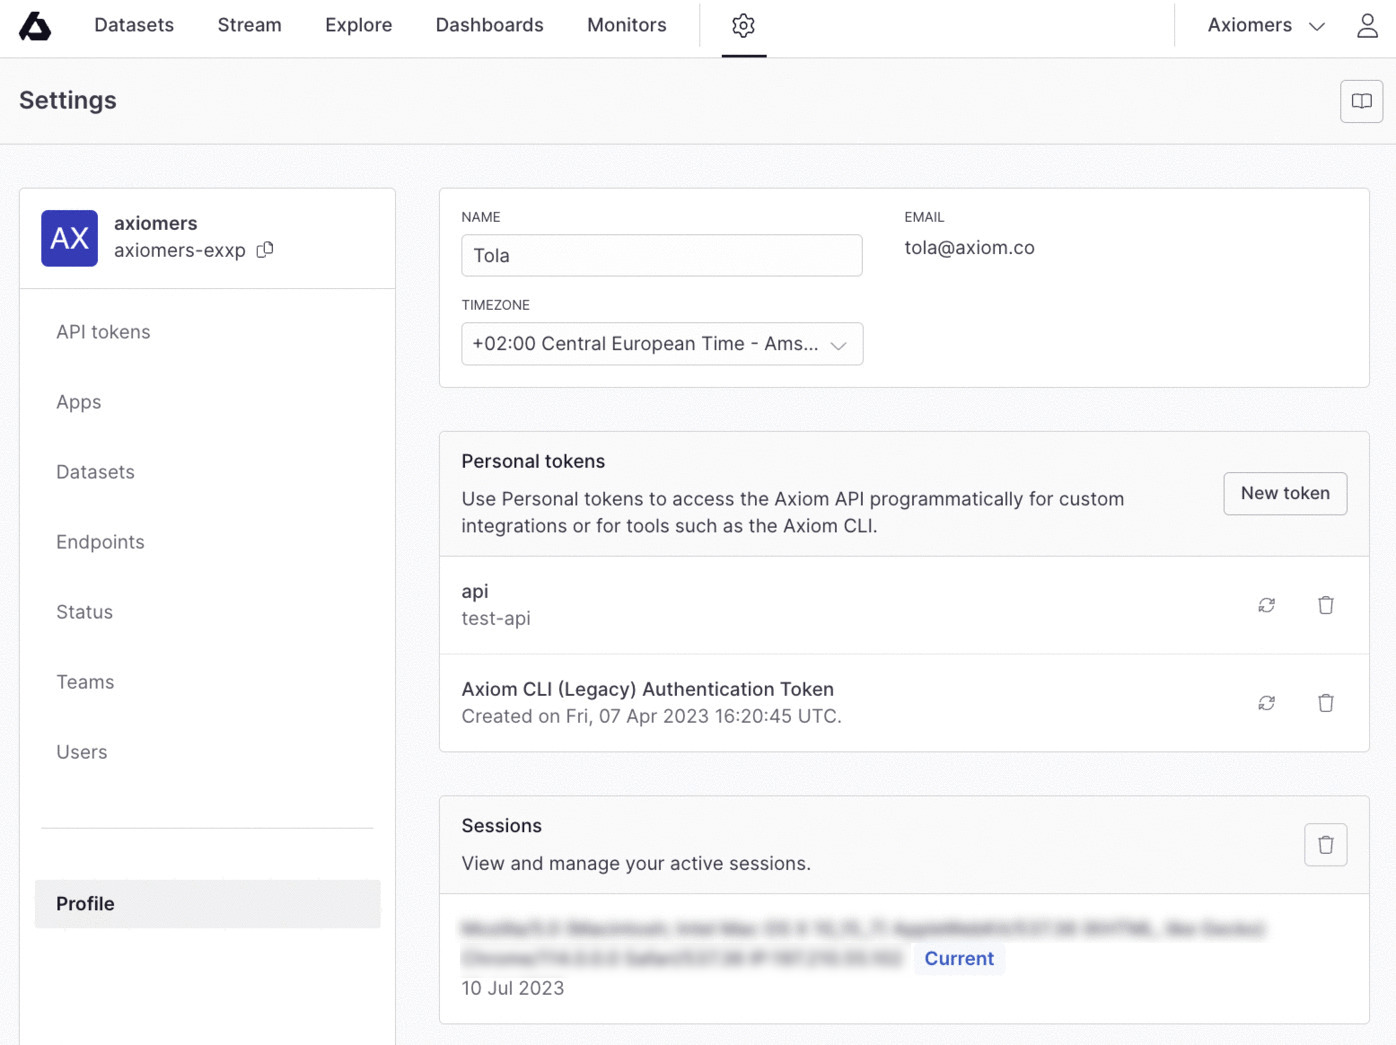 Datasets Stream Explore Dashboards Monitors Axiomers
Settings
AX
axiomers
axiomers-exxp
API tokens
Apps
Datasets
Endpoints
Status
Teams
Users
Profile
NAME
Tola
EMAIL
tola@axiom.co
TIMEZONE
+02:00 Central European Time - Ams...
Personal tokens
Use Personal tokens to access the Axiom API programmatically for custom
integrations or for tools such as the Axiom CLI.
New token
api
test-api
Axiom CLI (Legacy) Authentication Token
Created on Fri, 07 Apr 2023 16:20:45 UTC.
Sessions
View and manage your active sessions.
Current
10 Jul 2023